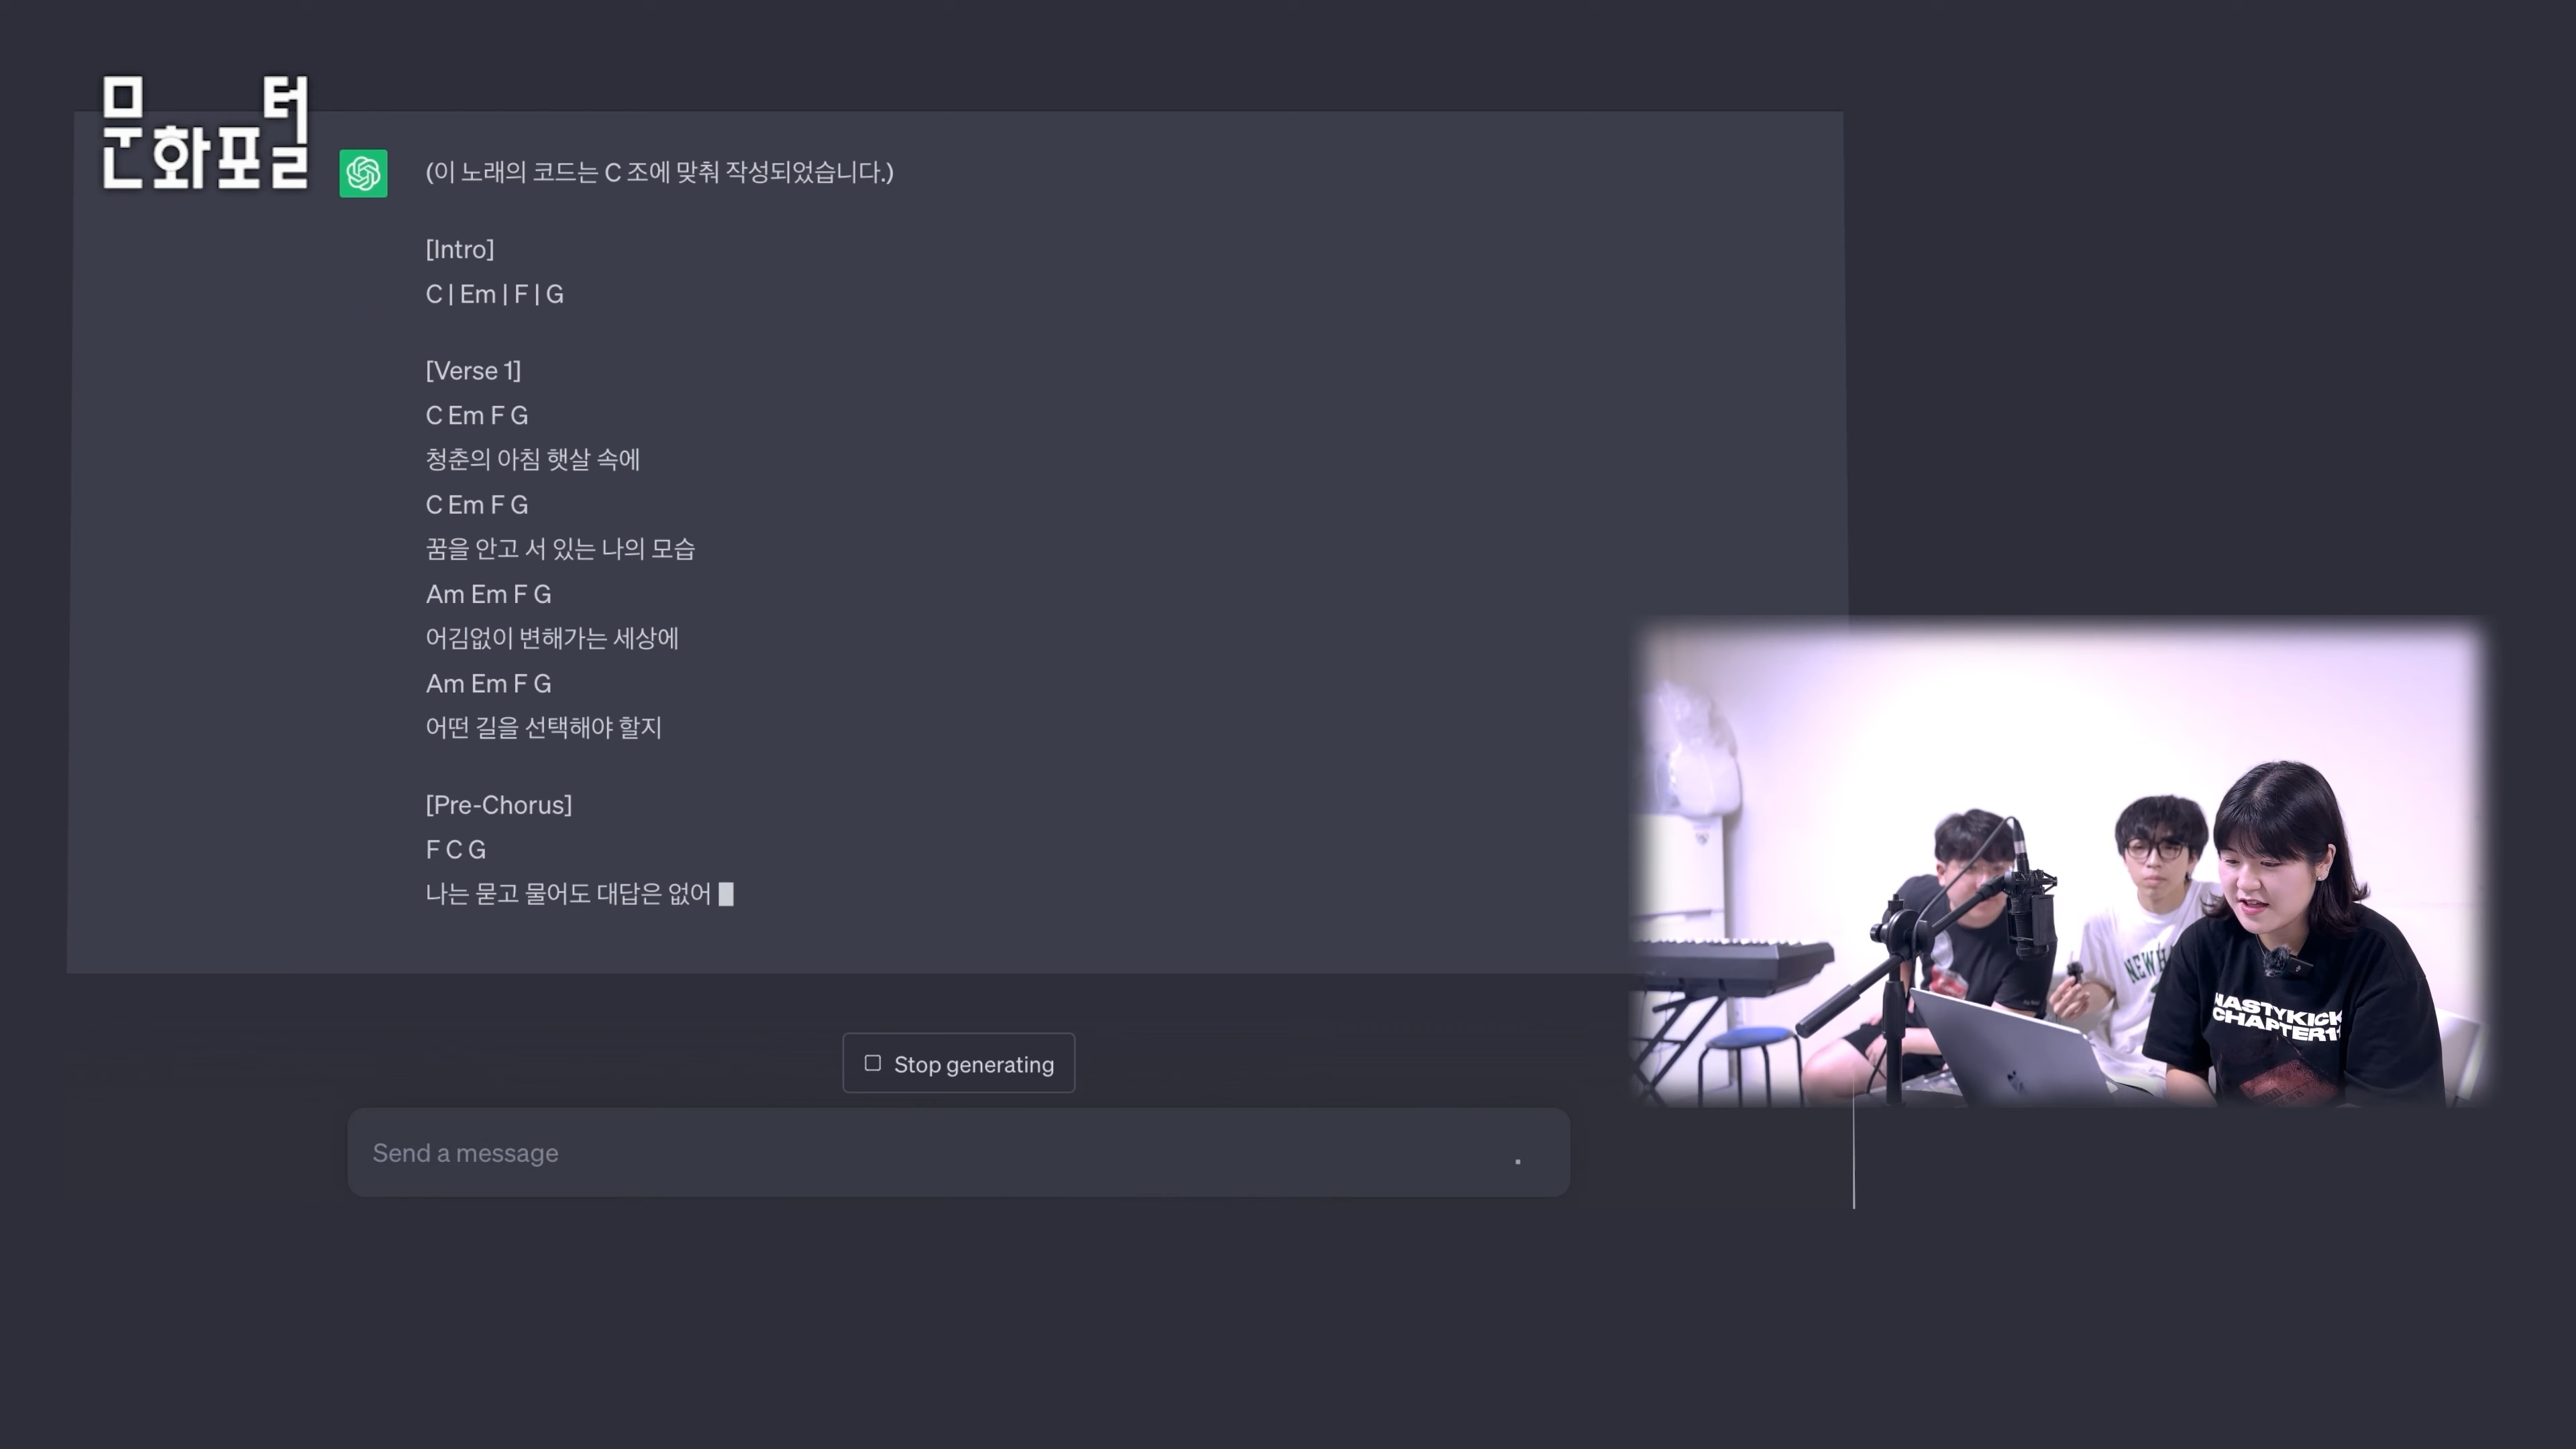 문화포털
(이 노래의 코드는 C 조에 맞춰 작성되었습니다.)
[Intro]
C | Em | F | G
[Verse 1]
C Em F G
청춘의 아침 햇살 속에
C Em F G
꿈을 안고 서 있는 나의 모습
Am Em F G
어김없이 변해가는 세상에
Am Em F G
어떤 길을 선택해야 할지
[Pre-Chorus]
F C G
나는 묻고 물어도 대답은 없어
Stop generating
Send a message
NASTYKICK